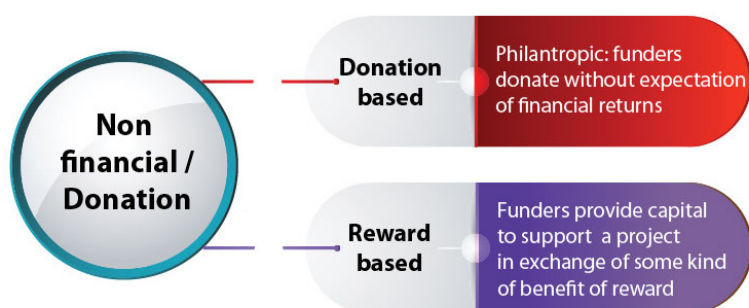 Non
financial /
Donation
Donation
based
Philantropic: funders
donate without expectation
of financial returns
Reward
based
Funders provide capital
to support a project
in exchange of some kind
of benefit of reward